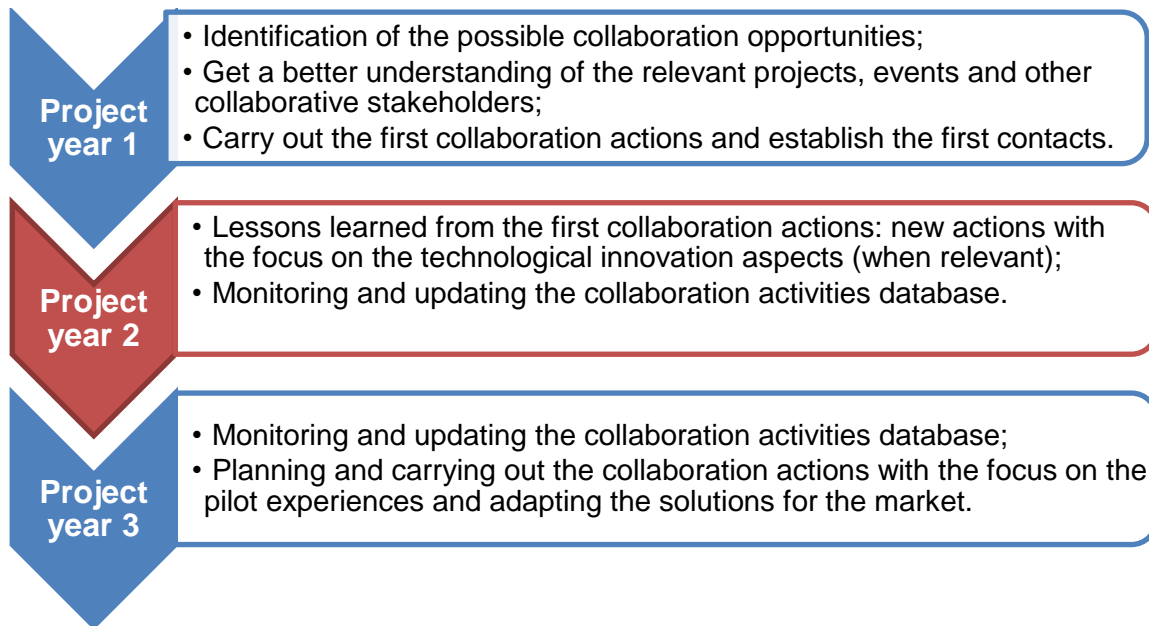 Project
year 1
• Identification of the possible collaboration opportunities;
• Get a better understanding of the relevant projects, events and other
collaborative stakeholders;
• Carry out the first collaboration actions and establish the first contacts.
Project
year 2
• Lessons learned from the first collaboration actions: new actions with
the focus on the technological innovation aspects (when relevant);
• Monitoring and updating the collaboration activities database.
Project
year 3
• Monitoring and updating the collaboration activities database;
• Planning and carrying out the collaboration actions with the focus on the
pilot experiences and adapting the solutions for the market.